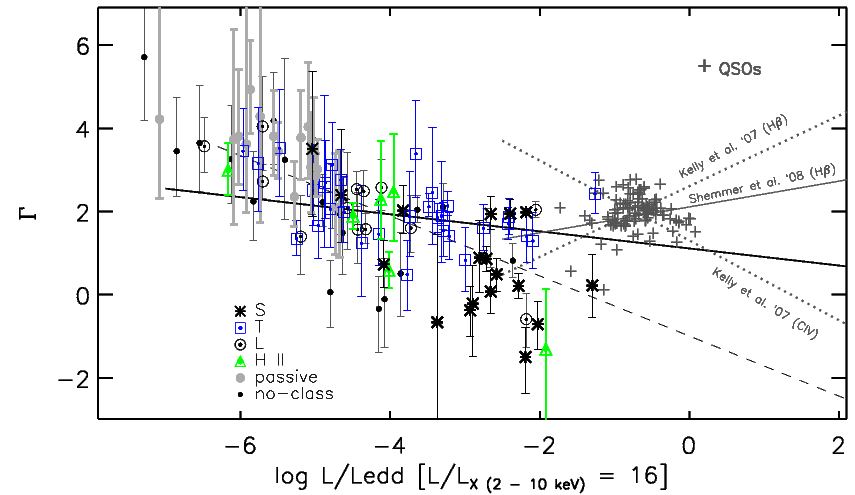 6
4
2
0
−2
Γ
QSOs
Kelly et al. '07 (Hβ)
Shemmer et al. '08 (Hβ)
Kelly et al. '07 (CIV)
S
T
L
H II
passive
no-class
−6 −4 −2 0 2
log L/Ledd [L/LX (2 − 10 keV) = 16]